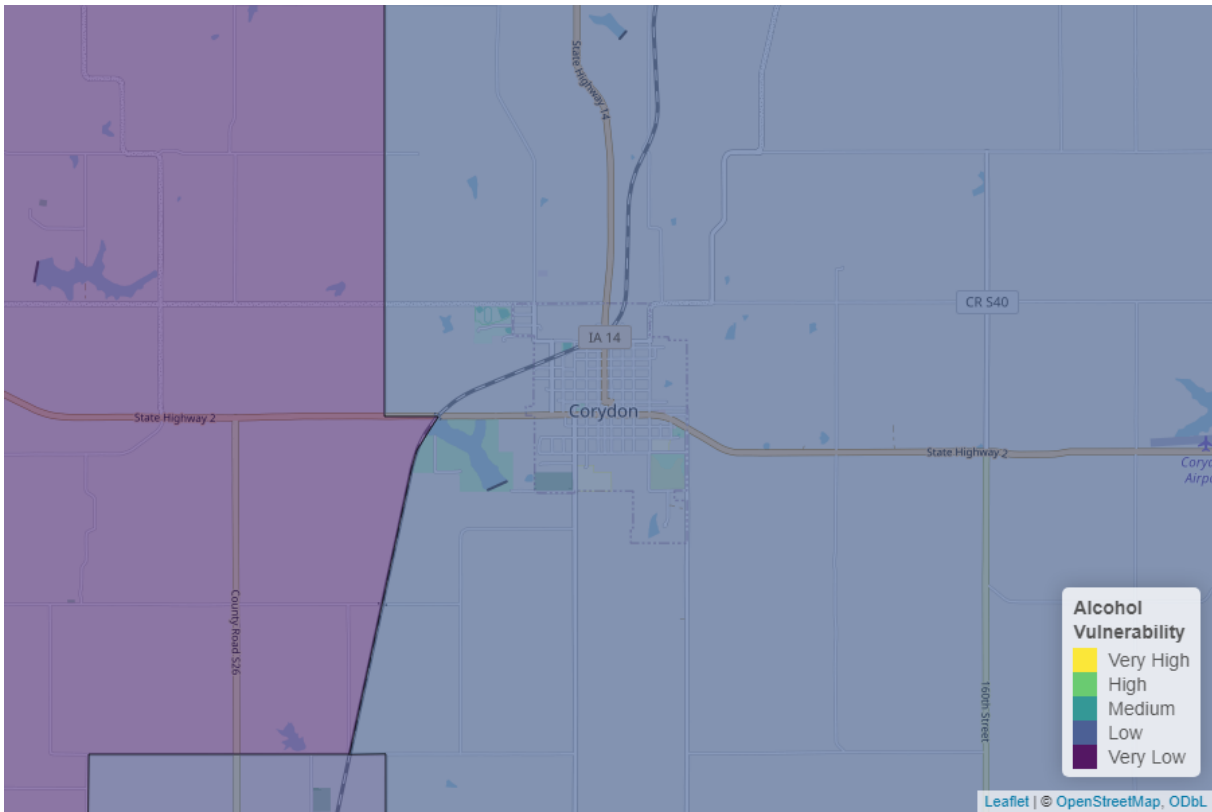 State Highway 14
CR S40
IA 14
Corydon
State Highway 2
State Highway 2
Airp
County Road S26
160th Street
Alcohol
Vulnerability
Very High
High
Medium
Low
Very Low
Leaflet | © OpenStreetMap, ODbL